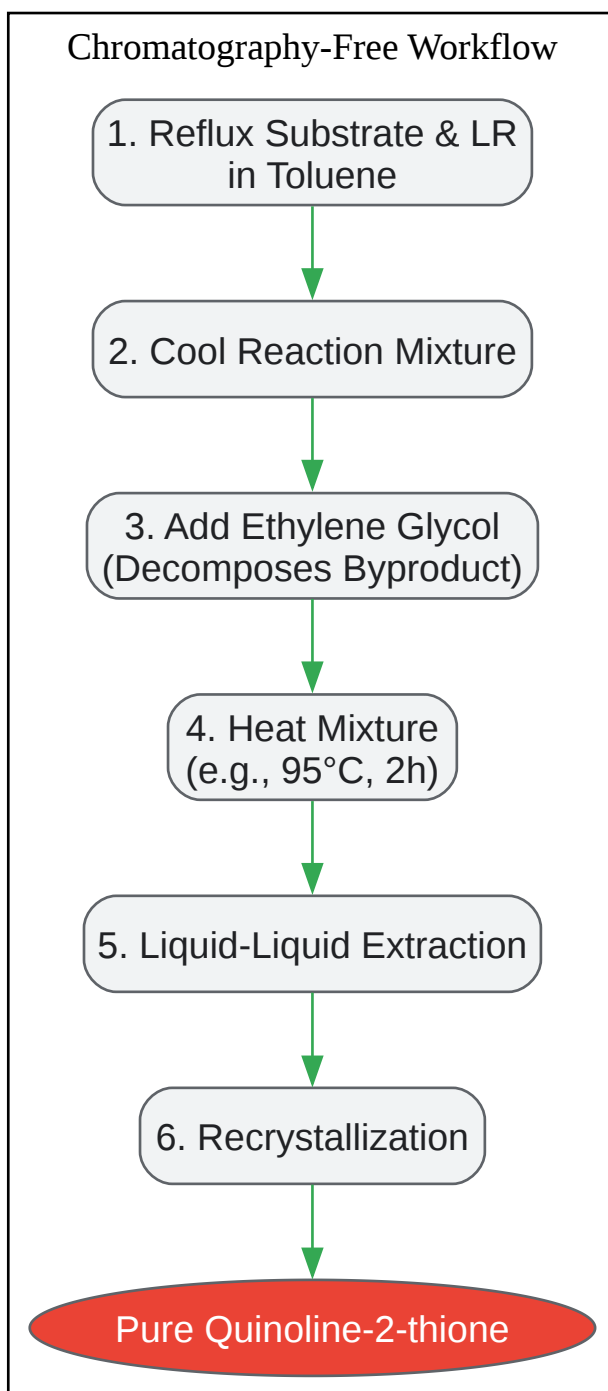 Chromatography-Free Workflow
1. Reflux Substrate & LR
in Toluene
2. Cool Reaction Mixture
3. Add Ethylene Glycol
(Decomposes Byproduct)
4. Heat Mixture
(e.g., 95°C, 2h)
5. Liquid-Liquid Extraction
6. Recrystallization
Pure Quinoline-2-thione